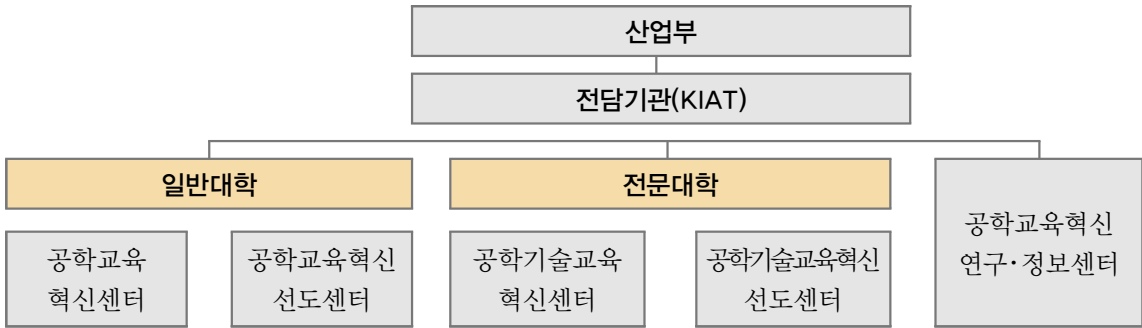 산업부
전담기관(KIAT)
일반대학
전문대학
공학교육혁신
연구·정보센터
공학교육
혁신센터
공학교육혁신
선도센터
공학기술교육
혁신센터
공학기술교육혁신
선도센터